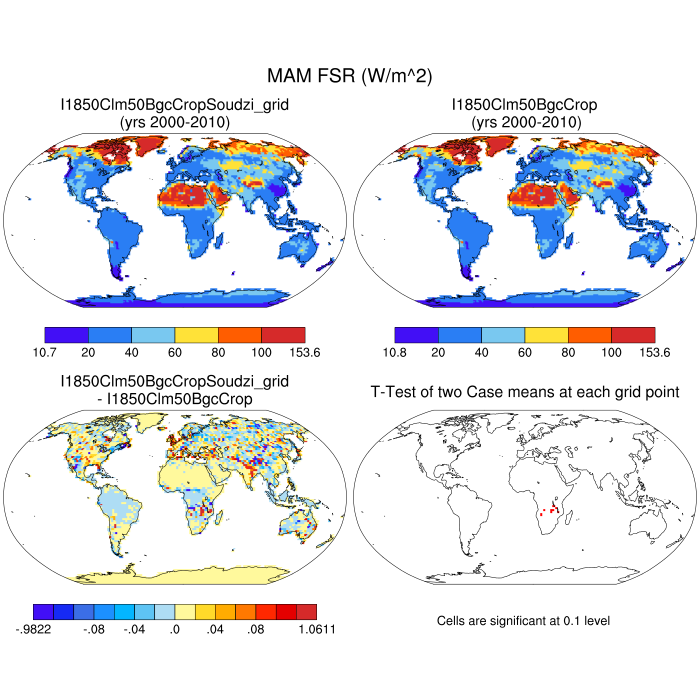 MAM FSR (W/m^2)
I1850Clm50BgcCropSoudzi_grid
(yrs 2000-2010)
I1850Clm50BgcCrop
(yrs 2000-2010)
10.7 20 40 60 80 100 153.6
10.8 20 40 60 80 100 153.6
I1850Clm50BgcCropSoudzi_grid
- I1850Clm50BgcCrop
T-Test of two Case means at each grid point
-.9822 -.08 -.04 .0 .04 .08 1.0611
Cells are significant at 0.1 level